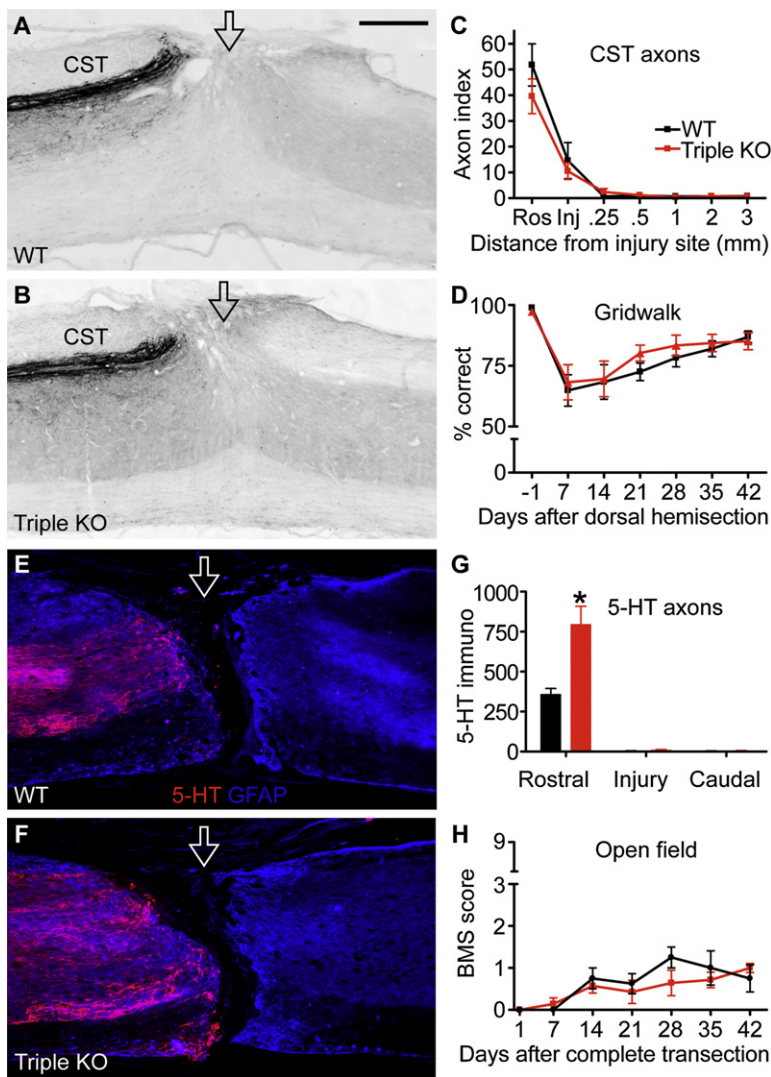 A
CST
WT
B
CST
Triple KO
C
CST axons
Axon index
60
50
40
30
20
10
0
WT
Triple KO
Ros Inj .25 .5 1 2 3
Distance from injury site (mm)
D
Gridwalk
% correct
100
75
50
0
-1 7 14 21 28 35 42
Days after dorsal hemisection
E
WT
5-HT GFAP
F
Triple KO
G
5-HT axons
5-HT immuno
1000
750
500
250
0
*
Rostral Injury Caudal
H
Open field
BMS score
9
3
2
1
0
1 7 14 21 28 35 42
Days after complete transection